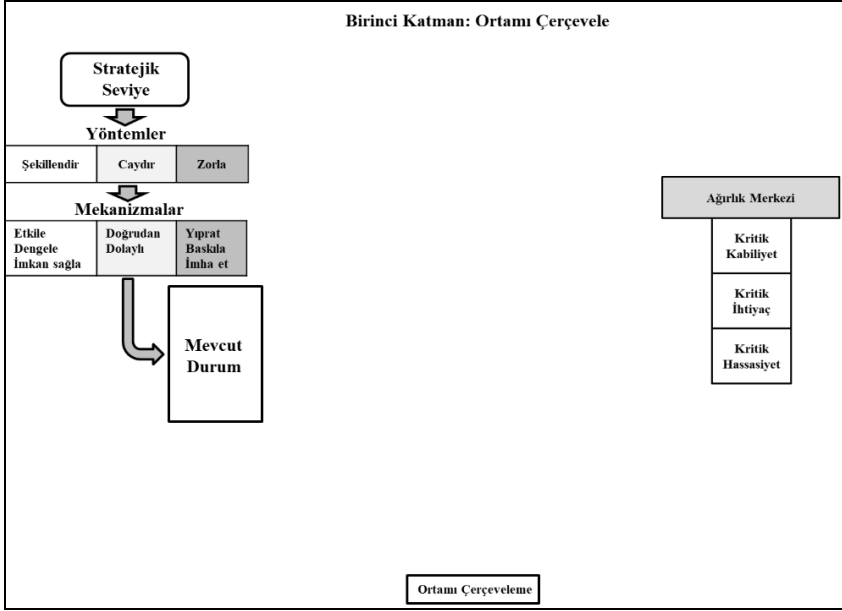 Birinci Katman: Ortamı Çerçevele
Stratejik
Seviye
Yöntemler
Şekillendir
Caydır
Zorla
Mekanizmalar
Etkile
Dengele
İmkan sağla
Doğrudan
Dolaylı
Yıprat
Baskıla
İmha et
Mevcut
Durum
Ağırlık Merkezi
Kritik
Kabiliyet
Kritik
İhtiyaç
Kritik
Hassasiyet
Ortamı Çerçeveleme